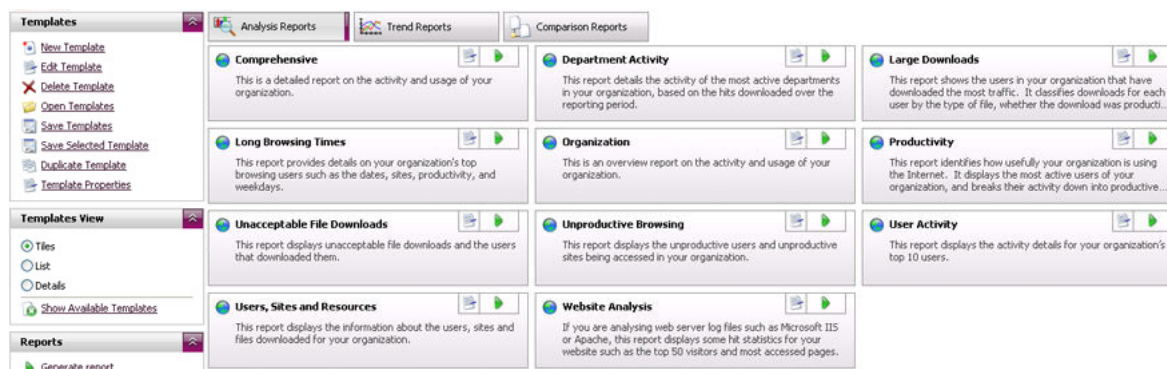 Templates
New Template
Edit Template
Delete Template
Open Templates
Save Templates
Save Selected Template
Duplicate Template
Template Properties
Templates View
Tiles
List
Details
Show Available Templates
Reports
Generate report
Analysis Reports
Trend Reports
Comparison Reports
Comprehensive
This is a detailed report on the activity and usage of your
organization.
Department Activity
This report details the activity of the most active departments
in your organization, based on the hits downloaded over the
reporting period.
Large Downloads
This report shows the users in your organization that have
downloaded the most traffic. It classifies downloads for each
user by the type of file, whether the download was producti...
Long Browsing Times
This report provides details on your organization's top
browsing users such as the dates, sites, productivity, and
weekdays.
Organization
This is an overview report on the activity and usage of your
organization.
Productivity
This report identifies how usefully your organization is using
the Internet. It displays the most active users of your
organization, and breaks their activity down into productive...
Unacceptable File Downloads
This report displays unacceptable file downloads and the users
that downloaded them.
Unproductive Browsing
This report displays the unproductive users and unproductive
sites being accessed in your organization.
User Activity
This report displays the activity details for your organization's
top 10 users.
Users, Sites and Resources
This report displays the information about the users, sites and
files downloaded for your organization.
Website Analysis
If you are analysing web server log files such as Microsoft IIS
or Apache, this report displays some hit statistics for your
website such as the top 50 visitors and most accessed pages.